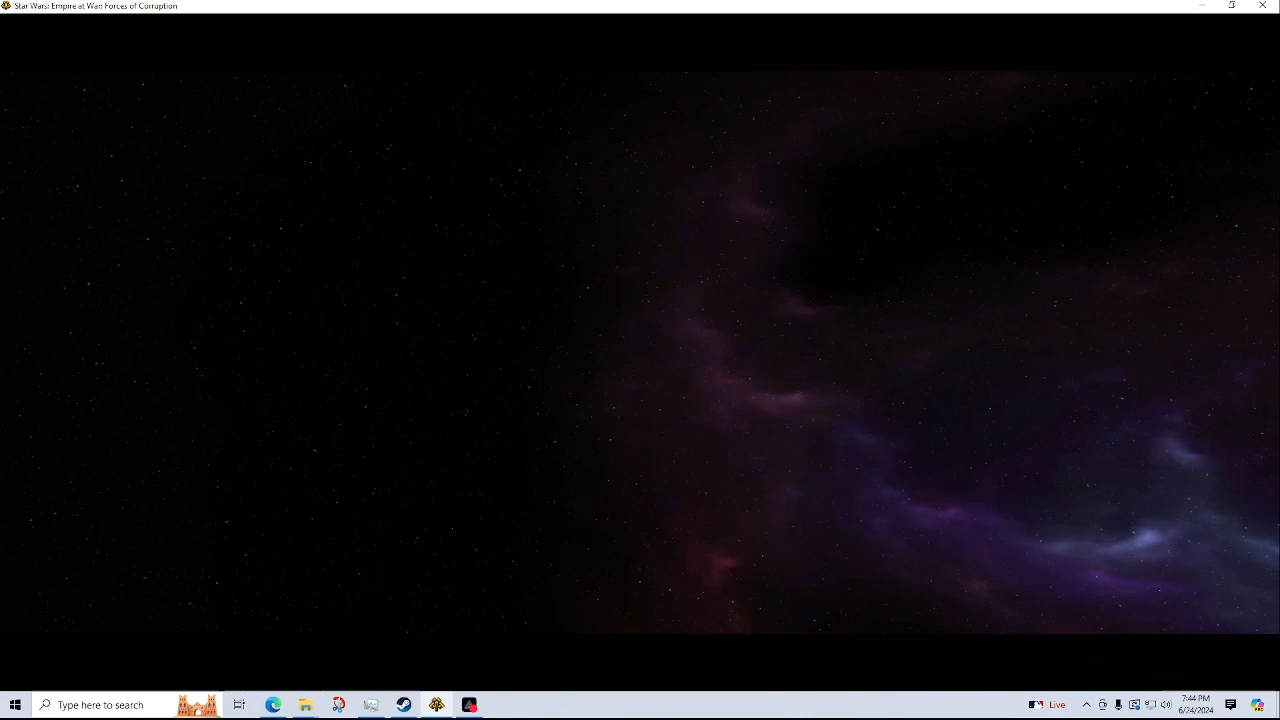 Star Wars: Empire at War: Forces of Corruption
Type here to search
Live
7:44 PM
6/24/2024